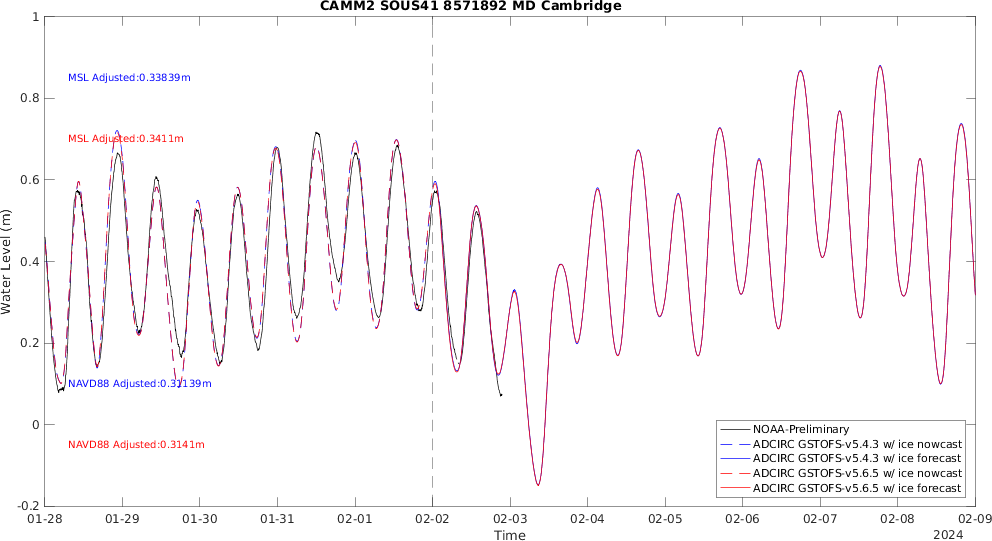 CAMM2 SOUS41 8571892 MD Cambridge
1
0.8
0.6
0.4
0.2
0
-0.2
Water Level (m)
MSL Adjusted:0.33839m
MSL Adjusted:0.3411m
NAVD88 Adjusted:0.31139m
NAVD88 Adjusted:0.3141m
NOAA-Preliminary
ADCIRC GSTOFS-v5.4.3 w/ ice nowcast
ADCIRC GSTOFS-v5.4.3 w/ ice forecast
ADCIRC GSTOFS-v5.6.5 w/ ice nowcast
ADCIRC GSTOFS-v5.6.5 w/ ice forecast
01-28 01-29 01-30 01-31 02-01 02-02 02-03 02-04 02-05 02-06 02-07 02-08 02-09
Time
2024